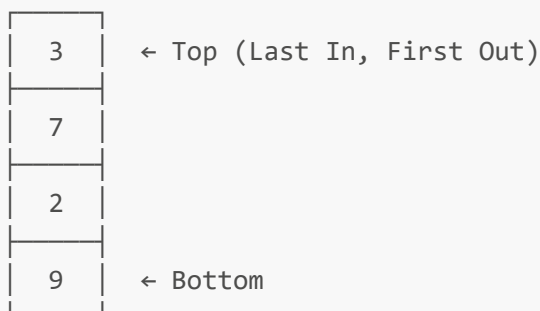 3 ← Top (Last In, First Out)
7
2
9 ← Bottom